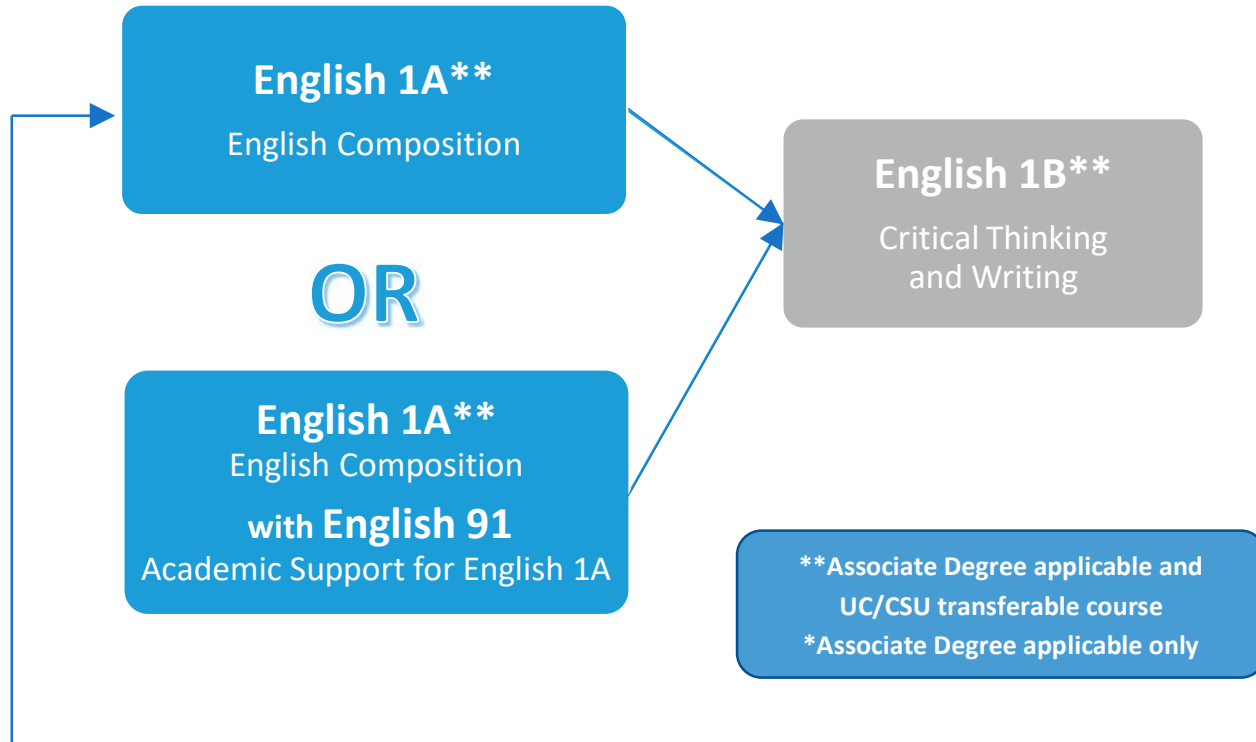 English 1A**
English Composition
OR
English 1A**
English Composition
with English 91
Academic Support for English 1A
English 1B**
Critical Thinking
and Writing
**Associate Degree applicable and
UC/CSU transferable course
*Associate Degree applicable only